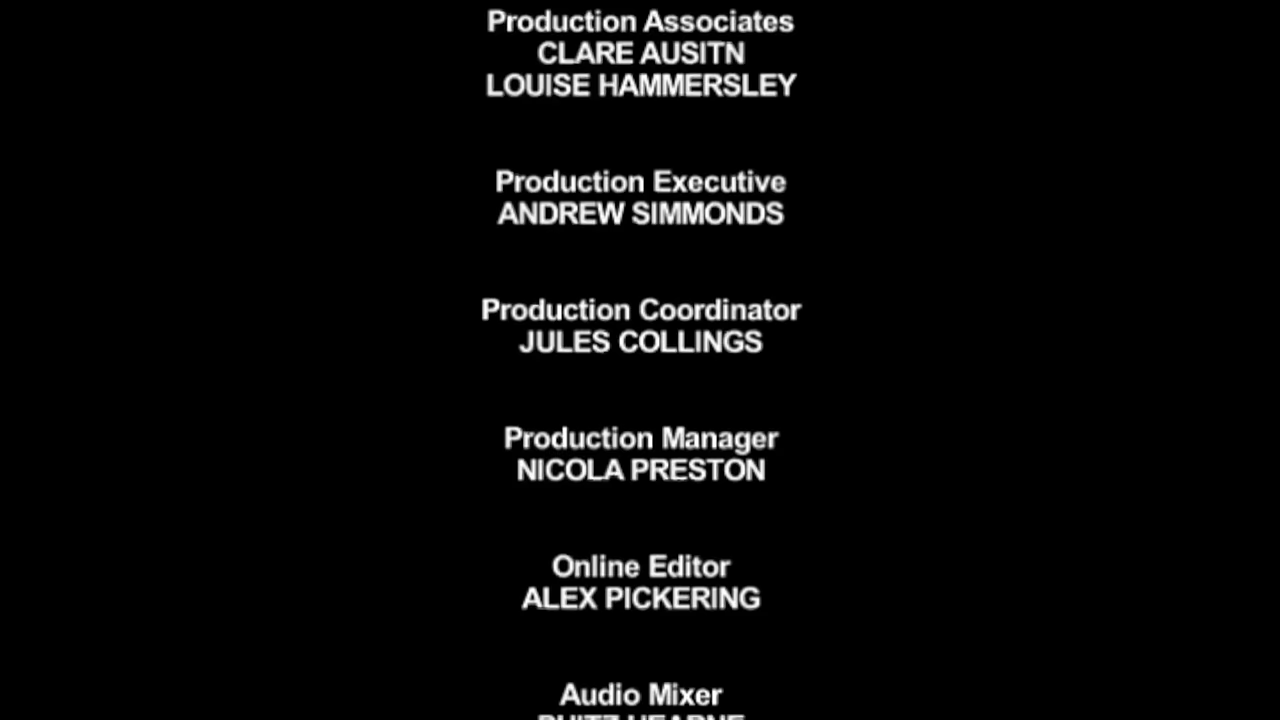 Production Associates
CLARE AUSITN
LOUISE HAMMERSLEY
Production Executive
ANDREW SIMMONDS
Production Coordinator
JULES COLLINGS
Production Manager
NICOLA PRESTON
Online Editor
ALEX PICKERING
Audio Mixer